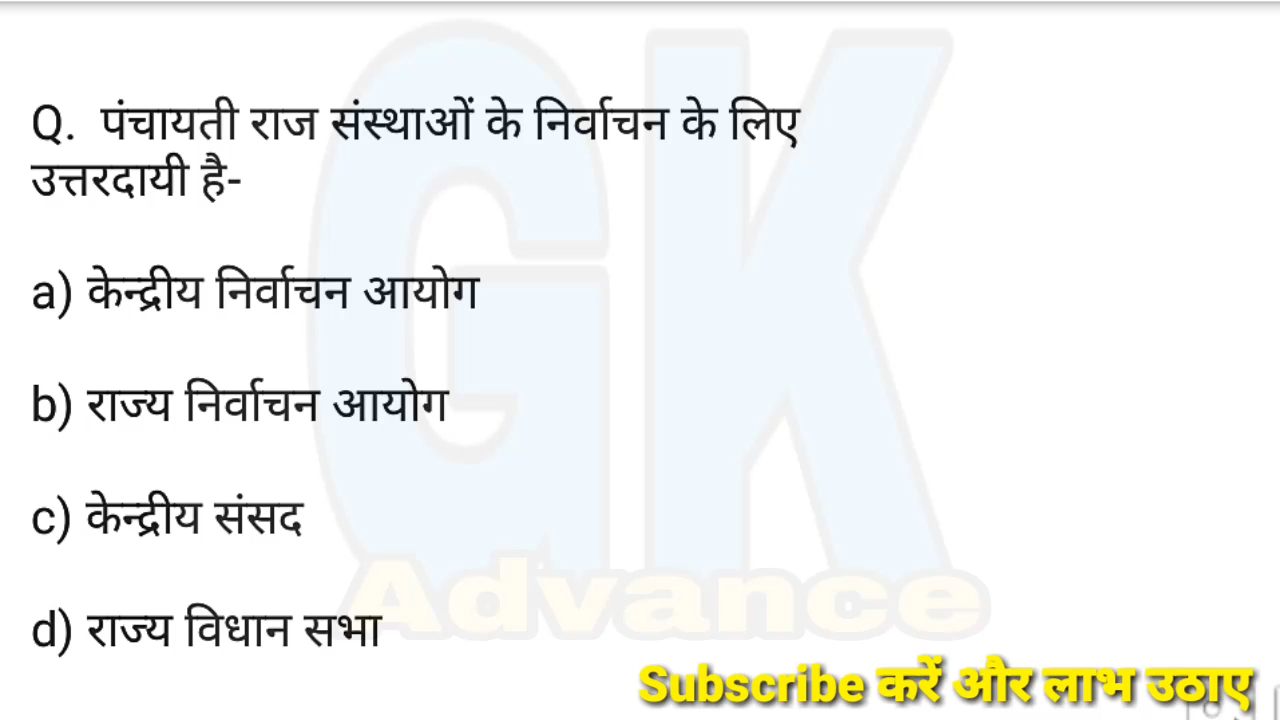 Q. पंचायती राज संस्थाओं के निर्वाचन के लिए
उत्तरदायी है-
a) केन्द्रीय निर्वाचन आयोग
b) राज्य निर्वाचन आयोग
c) केन्द्रीय संसद
d) राज्य विधान सभा
GK
Advance
Subscribe करें और लाभ उठाए